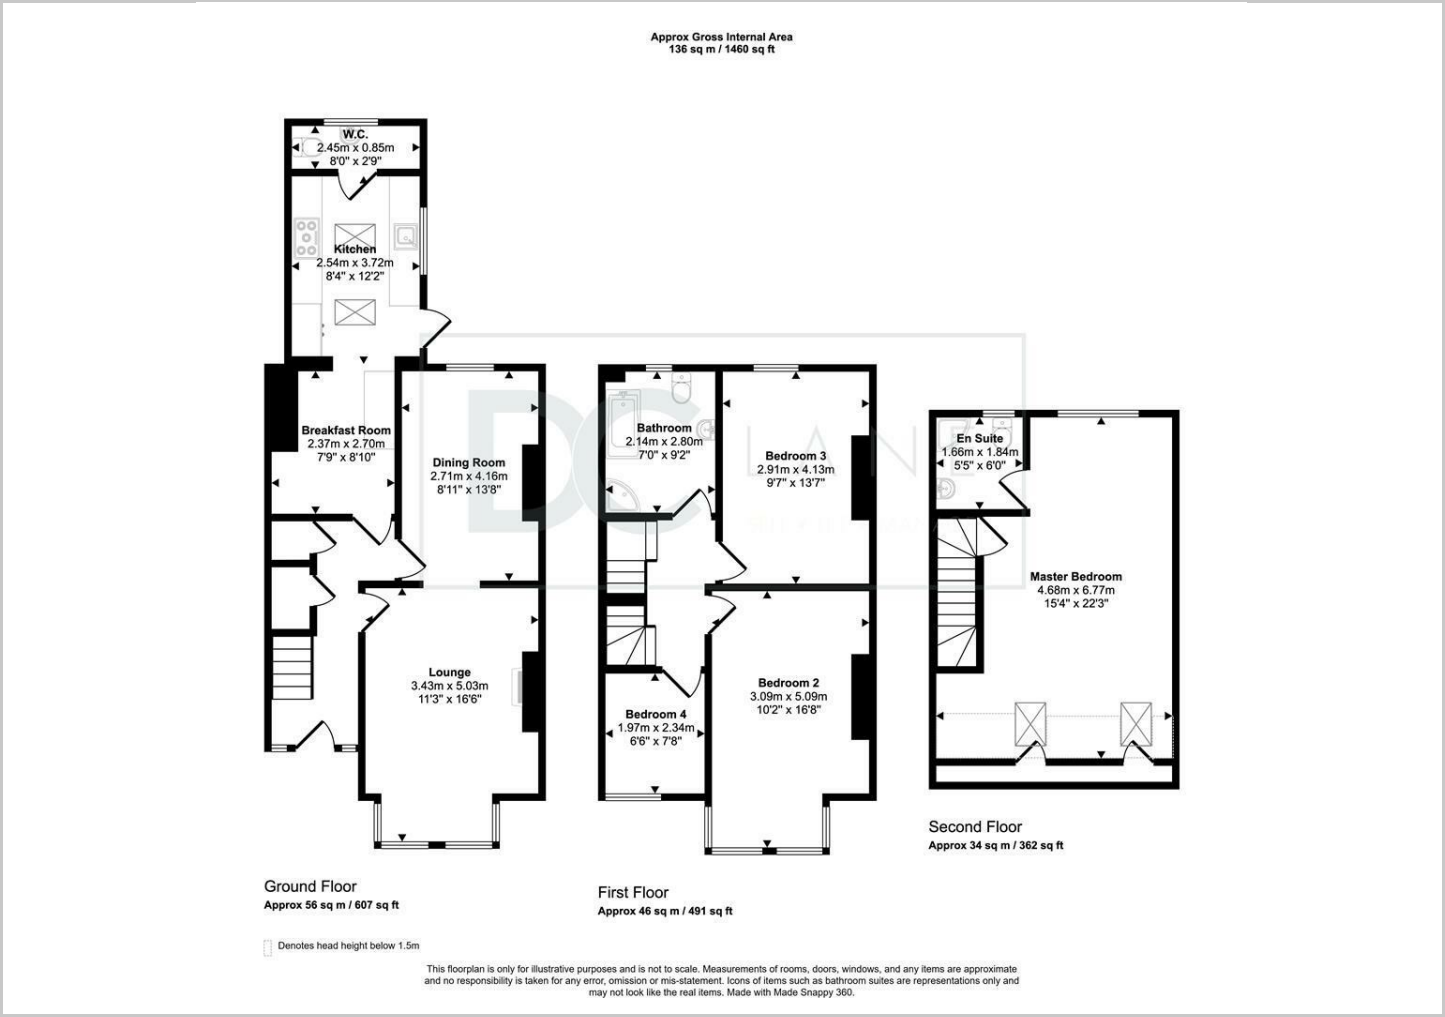 Approx Gross Internal Area
136 sq m / 1460 sq ft
W.C.
2.45m x 0.85m
8'0" x 2'9"
Kitchen
2.54m x 3.72m
8'4" x 12'2"
Breakfast Room
2.37m x 2.70m
7'9" x 8'10"
Dining Room
2.71m x 4.16m
8'11" x 13'8"
Lounge
3.43m x 5.03m
11'3" x 16'6"
Ground Floor
Approx 56 sq m / 607 sq ft
Bathroom
2.14m x 2.80m
7'0" x 9'2"
Bedroom 3
2.91m x 4.13m
9'7" x 13'7"
Bedroom 4
1.97m x 2.34m
6'6" x 7'8"
Bedroom 2
3.09m x 5.09m
10'2" x 16'8"
First Floor
Approx 46 sq m / 491 sq ft
En Suite
1.66m x 1.84m
5'5" x 6'0"
Master Bedroom
4.68m x 6.77m
15'4" x 22'3"
Second Floor
Approx 34 sq m / 362 sq ft
DC LANE
Denotes head height below 1.5m
This floorplan is only for illustrative purposes and is not to scale. Measurements of rooms, doors, windows, and any items are approximate
and no responsibility is taken for any error, omission or mis-statement. Icons of items such as bathroom suites are representations only and
may not look like the real items. Made with Made Snappy 360.